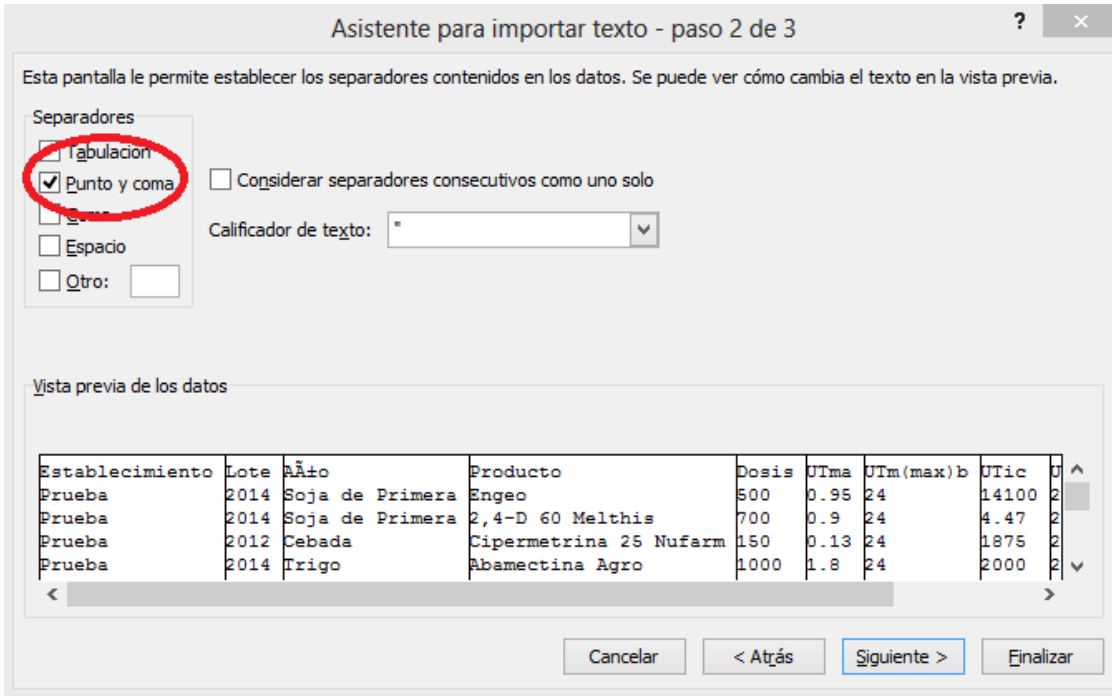 Asistente para importar texto - paso 2 de 3
?
Esta pantalla le permite establecer los separadores contenidos en los datos. Se puede ver cómo cambia el texto en la vista previa.
Separadores
Tabulación
Punto y coma
Considerar separadores consecutivos como uno solo
Coma
Calificador de texto: "
Espacio
Otro:
Vista previa de los datos
Establecimiento Lote AÃ±o Producto Dosis UTma UTm(max)b UTic U
Prueba 2014 Soja de Primera Engeo 500 0.95 24 14100 2
Prueba 2014 Soja de Primera 2,4-D 60 Melthis 700 0.9 24 4.47 2
Prueba 2012 Cebada Cipermetrina 25 Nufarm 150 0.13 24 1875 2
Prueba 2014 Trigo Abamectina Agro 1000 1.8 24 2000 2
Cancelar < Atrás Siguiente > Finalizar